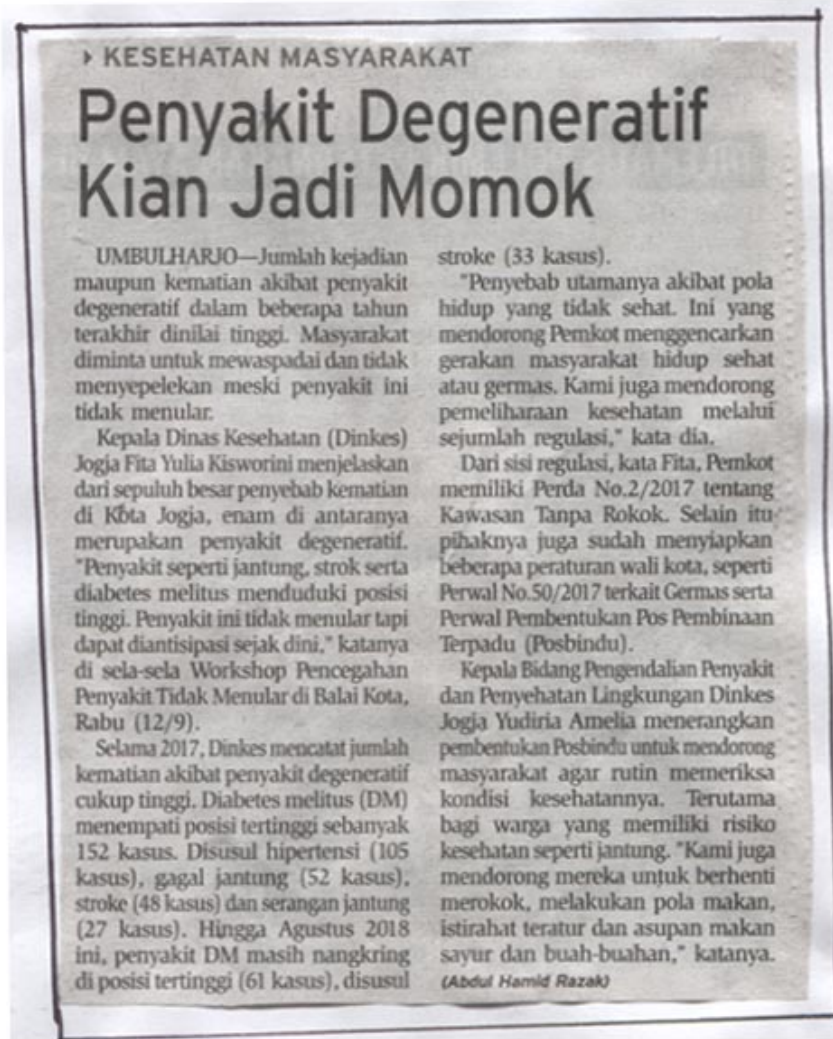 KESEHATAN MASYARAKAT
Penyakit Degeneratif
Kian Jadi Momok
UMBULHARJO—Jumlah kejadian
maupun kematian akibat penyakit
degeneratif dalam beberapa tahun
terakhir dinilai tinggi. Masyarakat
diminta untuk mewaspadai dan tidak
menyepelekan meski penyakit ini
tidak menular.
Kepala Dinas Kesehatan (Dinkes)
Jogja Fita Yulia Kisworini menjelaskan
dari sepuluh besar penyebab kematian
di Kota Jogja, enam di antaranya
merupakan penyakit degeneratif.
"Penyakit seperti jantung, strok serta
diabetes melitus menduduki posisi
tinggi. Penyakit ini tidak menular tapi
dapat diantisipasi sejak dini," katanya
di sela-sela Workshop Pencegahan
Penyakit Tidak Menular di Balai Kota,
Rabu (12/9).
Selama 2017, Dinkes mencatat jumlah
kematian akibat penyakit degeneratif
cukup tinggi. Diabetes melitus (DM)
menempati posisi tertinggi sebanyak
152 kasus. Disusul hipertensi (105
kasus), gagal jantung (52 kasus),
stroke (48 kasus) dan serangan jantung
(27 kasus). Hingga Agustus 2018
ini, penyakit DM masih nangkring
di posisi tertinggi (61 kasus), disusul
stroke (33 kasus).
"Penyebab utamanya akibat pola
hidup yang tidak sehat. Ini yang
mendorong Pemkot menggencarkan
gerakan masyarakat hidup sehat
atau germas. Kami juga mendorong
pemeliharaan kesehatan melalui
sejumlah regulasi," kata dia.
Dari sisi regulasi, kata Fita, Pemkot
memiliki Perda No.2/2017 tentang
Kawasan Tanpa Rokok. Selain itu
pihaknya juga sudah menyiapkan
beberapa peraturan wali kota, seperti
Perwal No.50/2017 terkait Germas serta
Perwal Pembentukan Pos Pembinaan
Terpadu (Posbindu).
Kepala Bidang Pengendalian Penyakit
dan Penyehatan Lingkungan Dinkes
Jogja Yudiria Amelia menerangkan
pembentukan Posbindu untuk mendorong
masyarakat agar rutin memeriksa
kondisi kesehatannya. Terutama
bagi warga yang memiliki risiko
kesehatan seperti jantung. "Kami juga
mendorong mereka untuk berhenti
merokok, melakukan pola makan,
istirahat teratur dan asupan makan
sayur dan buah-buahan," katanya.
(Abdul Hamid Razak)